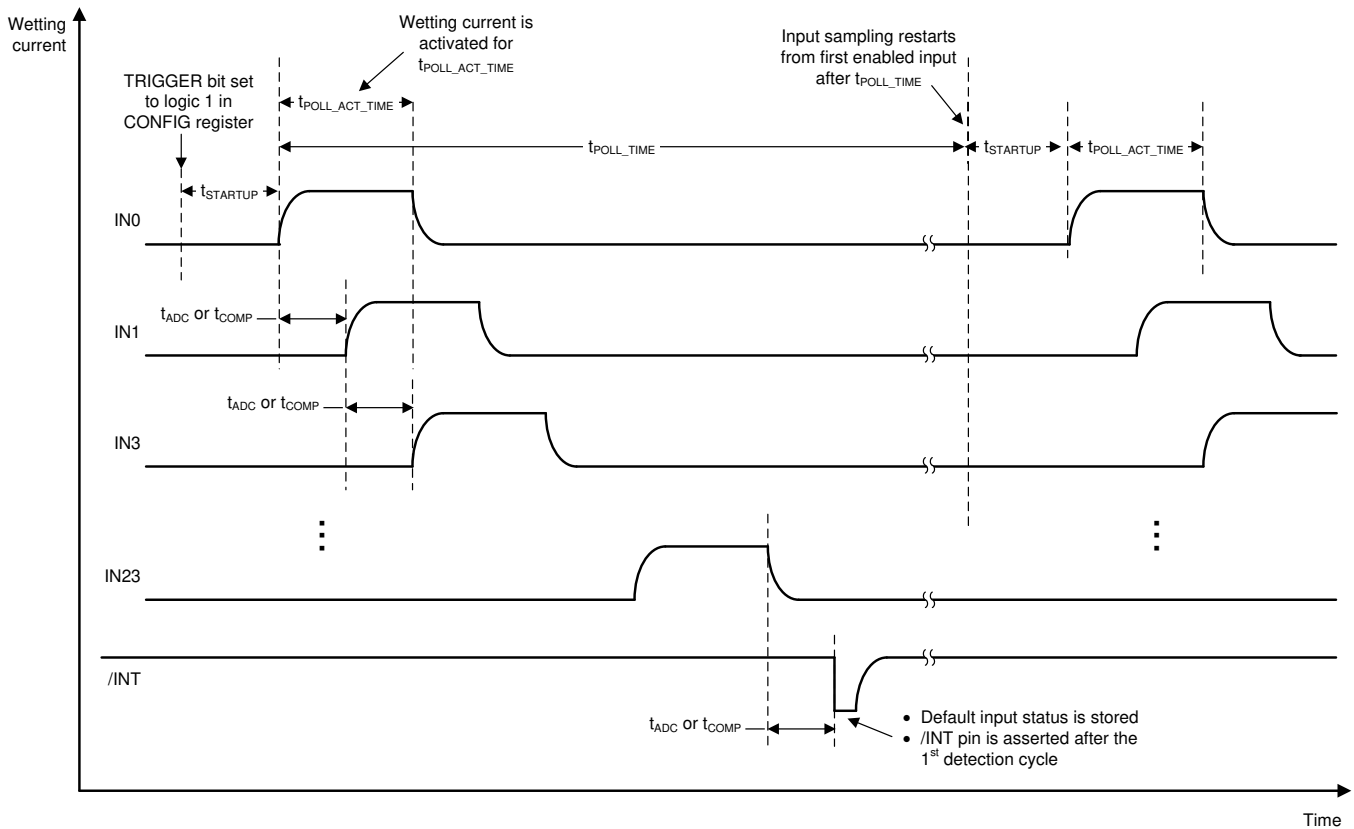 Wetting
current
Wetting current is
activated for
tPOLL_ACT_TIME
Input sampling restarts
from first enabled input
after tPOLL_TIME
TRIGGER bit set
to logic 1 in
CONFIG register
tPOLL_ACT_TIME
tPOLL_TIME
tSTARTUP
tPOLL_ACT_TIME
tSTARTUP
IN0
tADC or tCOMP
IN1
tADC or tCOMP
IN3
IN23
/INT
tADC or tCOMP
• Default input status is stored
• /INT pin is asserted after the
1st detection cycle
Time